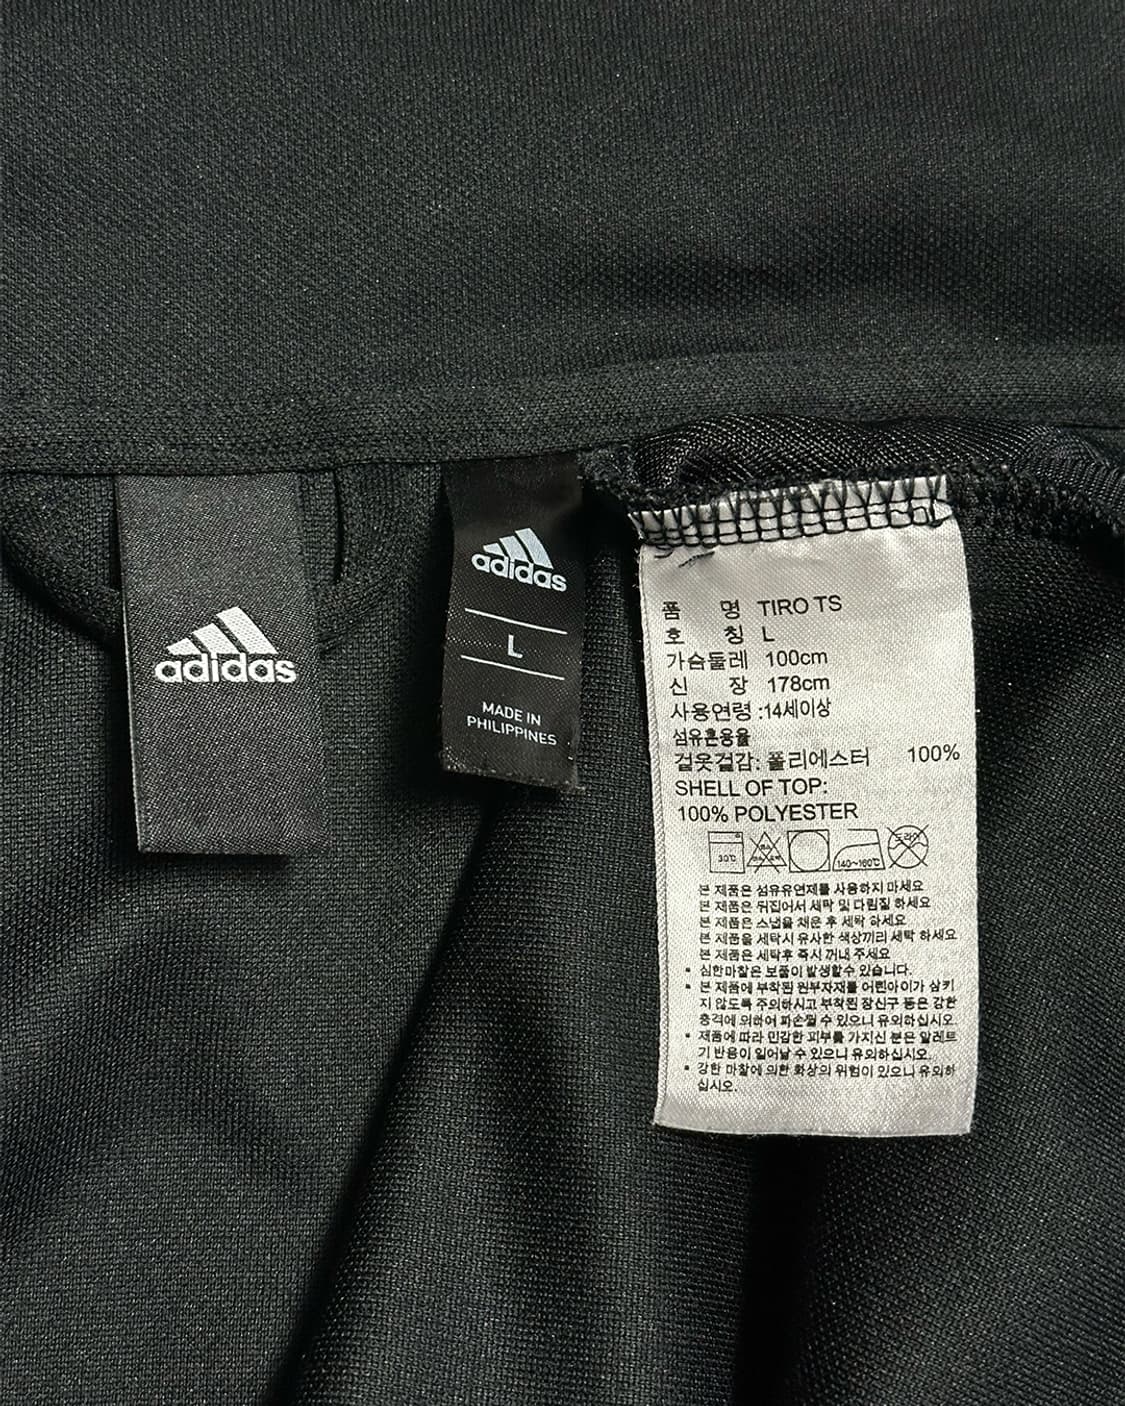 adidas
adidas
L
MADE IN
PHILIPPINES
품 명 TIRO TS
호 칭 L
가슴둘레 100cm
신 장 178cm
사용연령 :14세이상
섬유혼용율
겉옷겉감: 폴리에스터 100%
SHELL OF TOP:
100% POLYESTER
30℃ 140~160℃ 드라이
본 제품은 섬유유연제를 사용하지 마세요
본 제품은 뒤집어서 세탁 및 다림질 하세요
본 제품은 스냅을 채운 후 세탁 하세요
본 제품을 세탁시 유사한 색상끼리 세탁 하세요
본 제품은 세탁후 즉시 꺼내 주세요
• 심한마찰은 보품이 발생할수 있습니다.
• 본 제품에 부착된 원부자재를 어린아이가 삼키
지 않도록 주의하시고 부착된 장신구 등은 강한
충격에 의하여 파손될 수 있으니 유의하십시오.
• 제품에 따라 민감한 피부를 가지신 분은 알레르
기 반응이 일어날 수 있으니 유의하십시오.
• 강한 마찰에 의한 화상의 위험이 있으니 유의하
십시오.